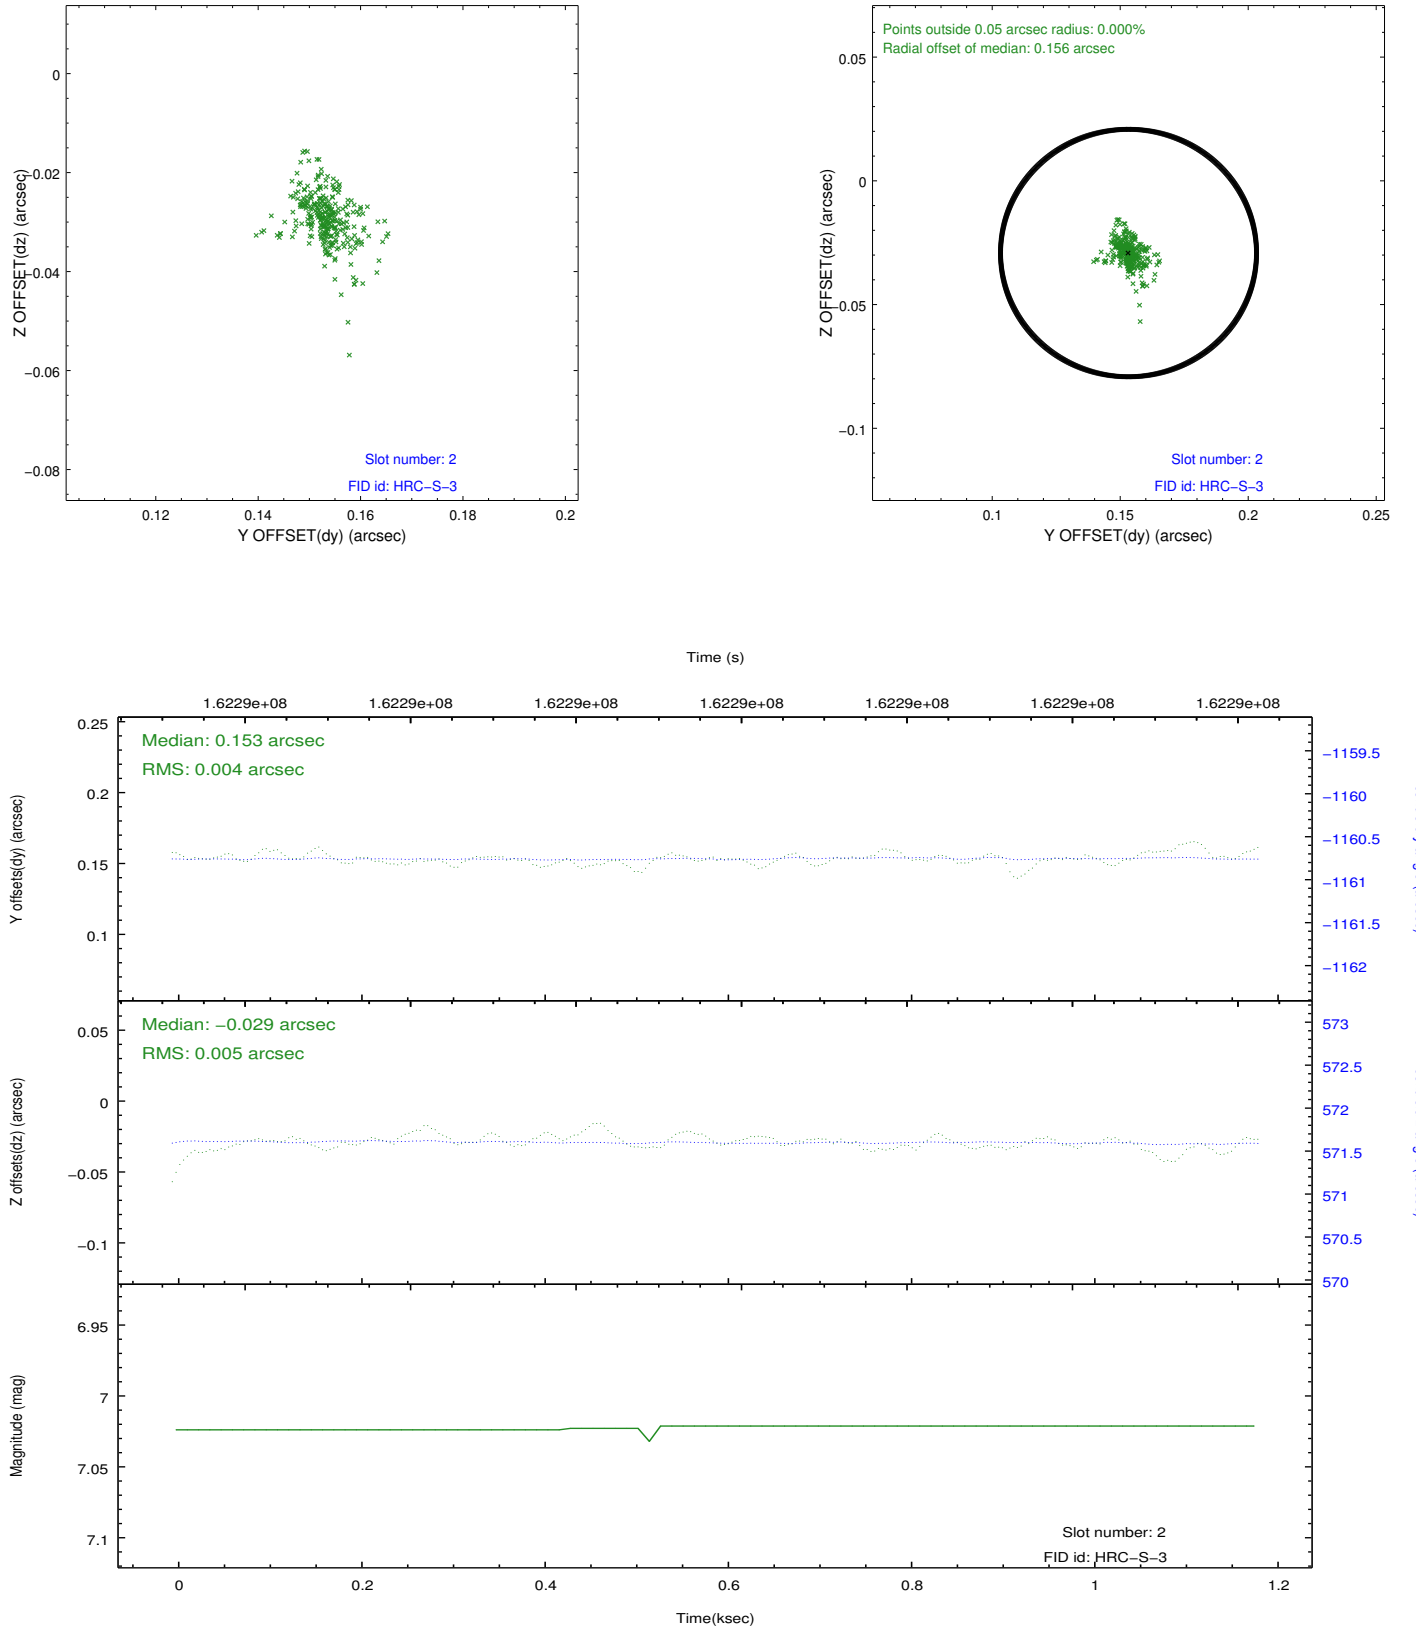 0
−0.02
−0.04
−0.06
−0.08
Z OFFSET(dz) (arcsec)
Slot number: 2
FID id: HRC−S−3
0.12
0.14
0.16
0.18
0.2
Y OFFSET(dy) (arcsec)
Points outside 0.05 arcsec radius: 0.000%
Radial offset of median: 0.156 arcsec
0.05
0
−0.05
−0.1
Z OFFSET(dz) (arcsec)
Slot number: 2
FID id: HRC−S−3
0.1
0.15
0.2
0.25
Y OFFSET(dy) (arcsec)
Time (s)
1.6229e+08
1.6229e+08
1.6229e+08
1.6229e+08
1.6229e+08
1.6229e+08
1.6229e+08
Median: 0.153 arcsec
RMS: 0.004 arcsec
0.25
0.2
0.15
0.1
Y offsets(dy) (arcsec)
−1159.5
−1160
−1160.5
−1161
−1161.5
−1162
Median: −0.029 arcsec
RMS: 0.005 arcsec
0.05
0
−0.05
−0.1
Z offsets(dz) (arcsec)
573
572.5
572
571.5
571
570.5
570
6.95
7
7.05
7.1
Magnitude (mag)
Slot number: 2
FID id: HRC−S−3
0
0.2
0.4
0.6
0.8
1
1.2
Time(ksec)